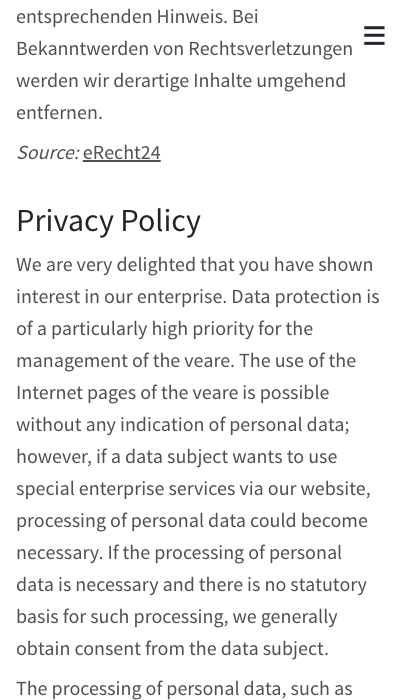 entsprechenden Hinweis. Bei
Bekanntwerden von Rechtsverletzungen
werden wir derartige Inhalte umgehend
entfernen.
Source: eRecht24
Privacy Policy
We are very delighted that you have shown
interest in our enterprise. Data protection is
of a particularly high priority for the
management of the veare. The use of the
Internet pages of the veare is possible
without any indication of personal data;
however, if a data subject wants to use
special enterprise services via our website,
processing of personal data could become
necessary. If the processing of personal
data is necessary and there is no statutory
basis for such processing, we generally
obtain consent from the data subject.
The processing of personal data, such as